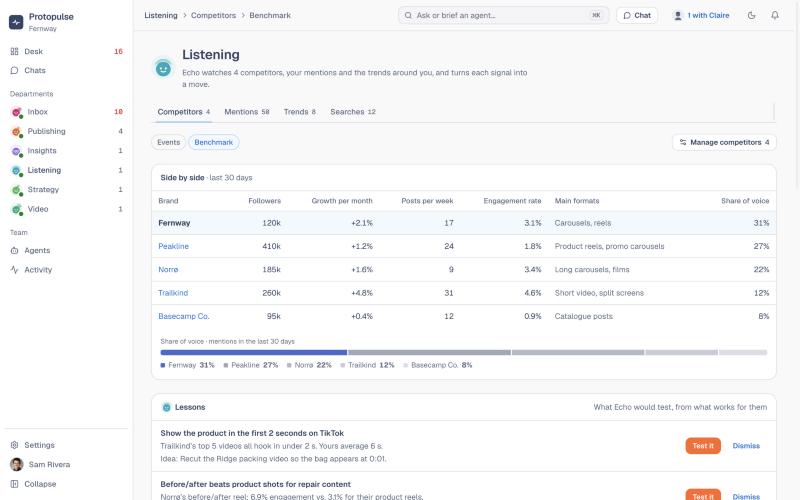 Protopulse
Fernway
Desk 16
Chats
Departments
Inbox 10
Publishing 4
Insights 1
Listening 1
Strategy 1
Video 1
Team
Agents
Activity
Settings
Sam Rivera
Collapse
Listening > Competitors > Benchmark
Ask or brief an agent… ⌘K
Chat
1 with Claire
Listening
Echo watches 4 competitors, your mentions and the trends around you, and turns each signal into
a move.
Competitors 4 Mentions 50 Trends 8 Searches 12
Events Benchmark
Manage competitors 4
Side by side · last 30 days
Brand Followers Growth per month Posts per week Engagement rate Main formats Share of voice
Fernway 120k +2.1% 17 3.1% Carousels, reels 31%
Peakline 410k +1.2% 24 1.8% Product reels, promo carousels 27%
Norrø 185k +1.6% 9 3.4% Long carousels, films 22%
Trailkind 260k +4.8% 31 4.6% Short video, split screens 12%
Basecamp Co. 95k +0.4% 12 0.9% Catalogue posts 8%
Share of voice · mentions in the last 30 days
Fernway 31% Peakline 27% Norrø 22% Trailkind 12% Basecamp Co. 8%
Lessons
What Echo would test, from what works for them
Show the product in the first 2 seconds on TikTok
Trailkind's top 5 videos all hook in under 2 s. Yours average 6 s.
Idea: Recut the Ridge packing video so the bag appears at 0:01.
Test it Dismiss
Before/after beats product shots for repair content
Norrø's before/after reel: 6.9% engagement vs. 3.1% for their product reels.
Test it Dismiss